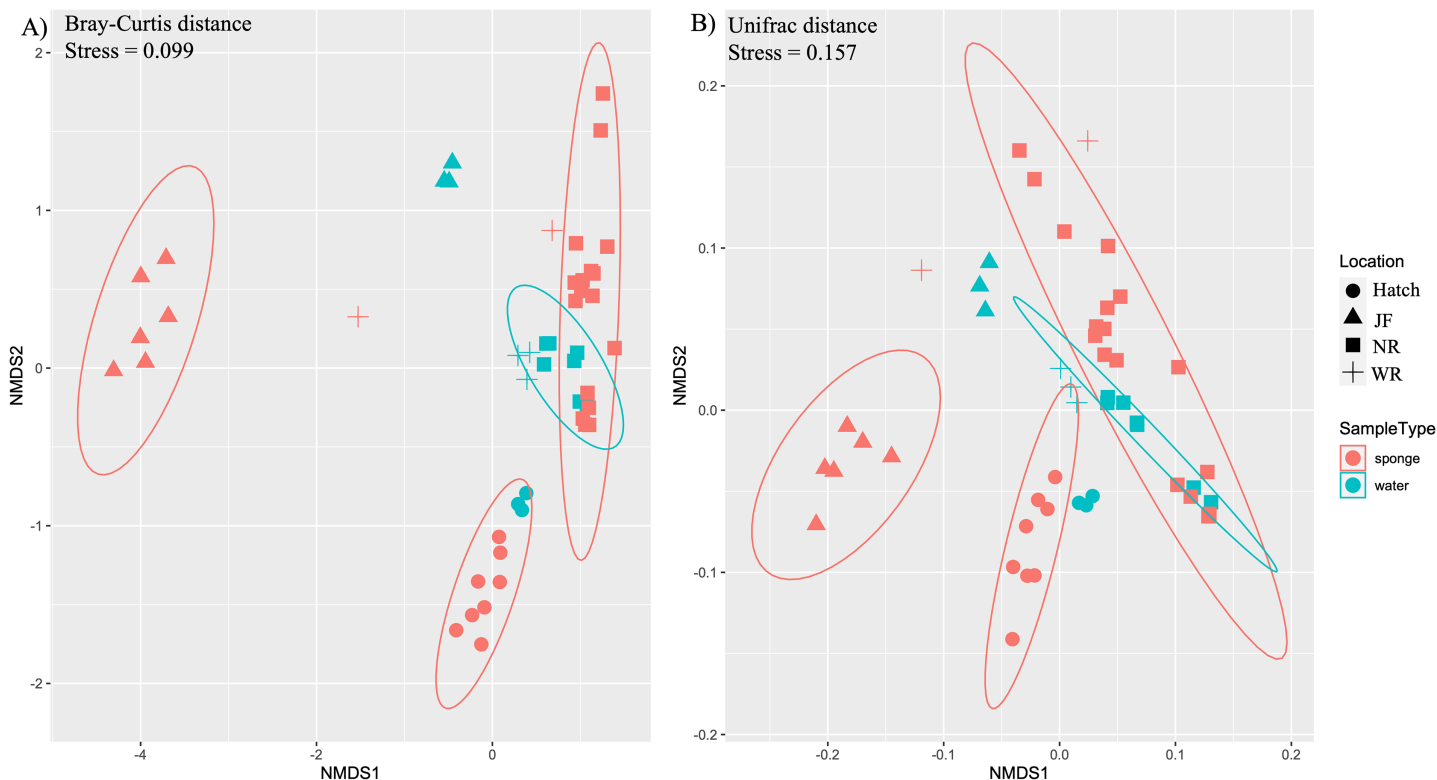 A)
Bray-Curtis distance
Stress = 0.099
2
1
0
-1
-2
NMDS2
-4
-2
0
NMDS1
B)
Unifrac distance
Stress = 0.157
0.2
0.1
0.0
-0.1
-0.2
NMDS2
-0.2
-0.1
0.0
0.1
0.2
NMDS1
Location
Hatch
JF
NR
WR
SampleType
sponge
water